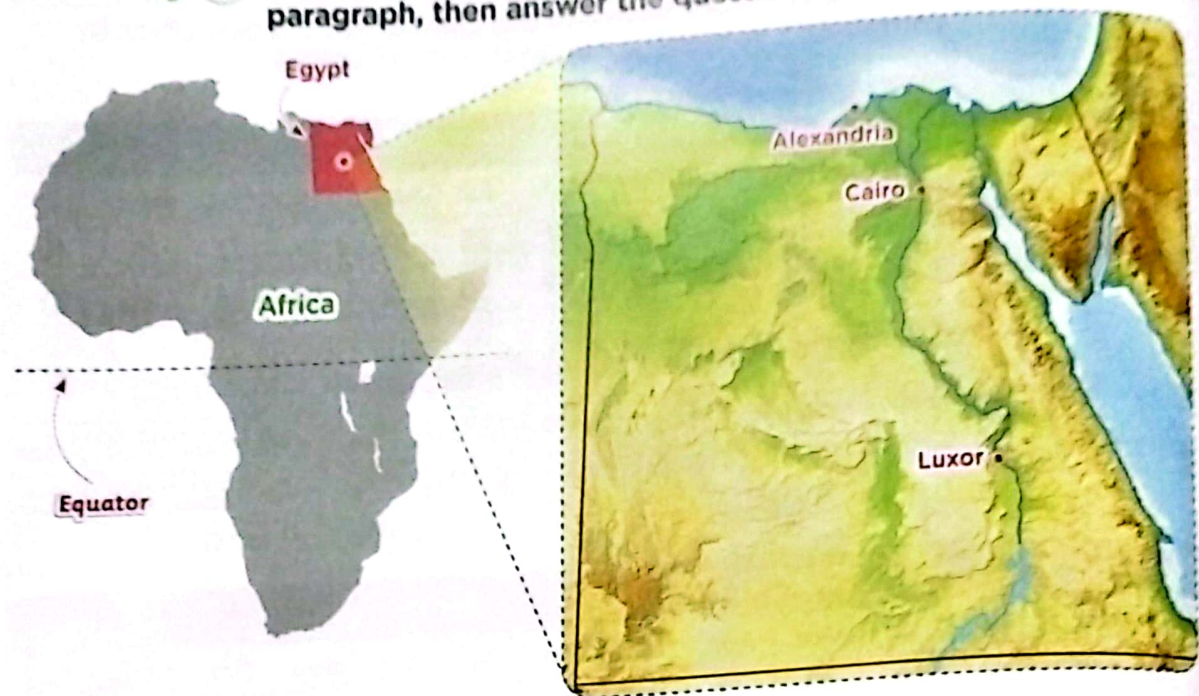 paragraph, then answer the
Egypt
Africa
Equator
Alexandria
Cairo
Luxor